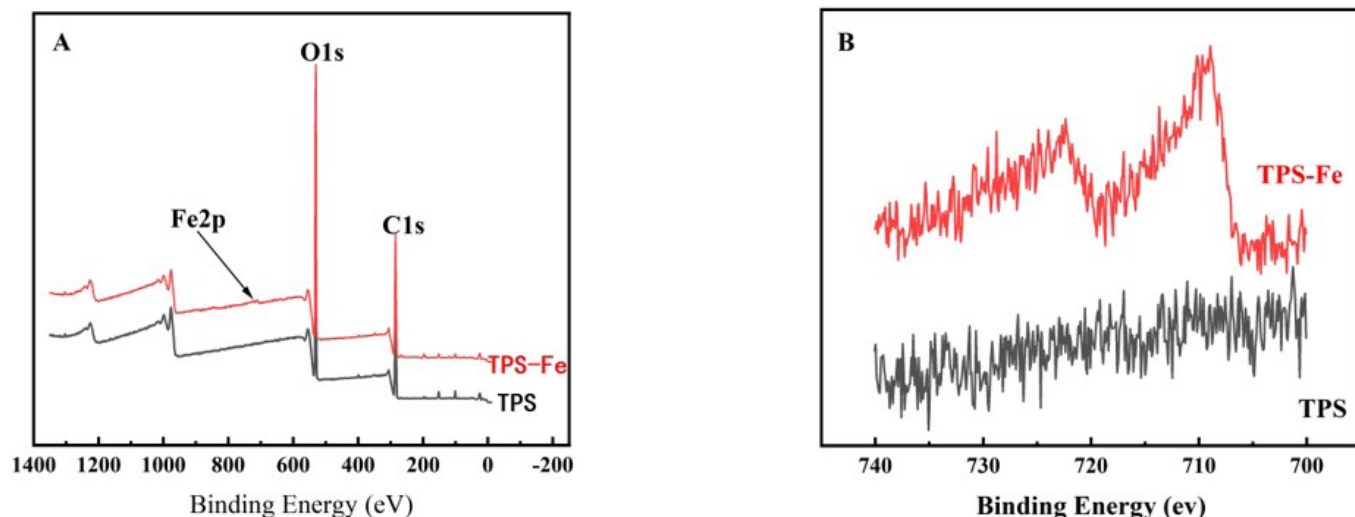 A
O1s
Fe2p
C1s
TPS-Fe
TPS
1400 1200 1000 800 600 400 200 0 -200
Binding Energy (eV)
B
TPS-Fe
TPS
740 730 720 710 700
Binding Energy (ev)